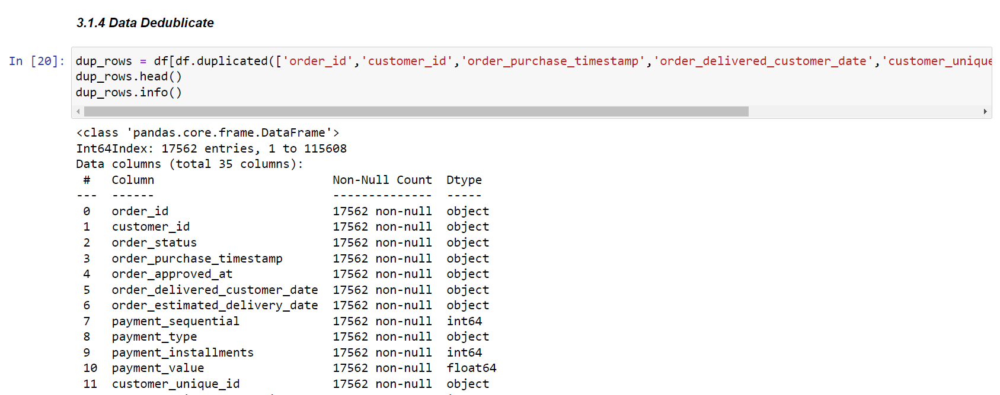 3.1.4 Data Dedublicate
In [20]: dup_rows = df[df.duplicated(['order_id','customer_id','order_purchase_timestamp','order_delivered_customer_date','customer_unique
dup_rows.head()
dup_rows.info()
<class 'pandas.core.frame.DataFrame'>
Int64Index: 17562 entries, 1 to 115608
Data columns (total 35 columns):
# Column Non-Null Count Dtype
--- ------ -------------- -----
0 order_id 17562 non-null object
1 customer_id 17562 non-null object
2 order_status 17562 non-null object
3 order_purchase_timestamp 17562 non-null object
4 order_approved_at 17562 non-null object
5 order_delivered_customer_date 17562 non-null object
6 order_estimated_delivery_date 17562 non-null object
7 payment_sequential 17562 non-null int64
8 payment_type 17562 non-null object
9 payment_installments 17562 non-null int64
10 payment_value 17562 non-null float64
11 customer_unique_id 17562 non-null object